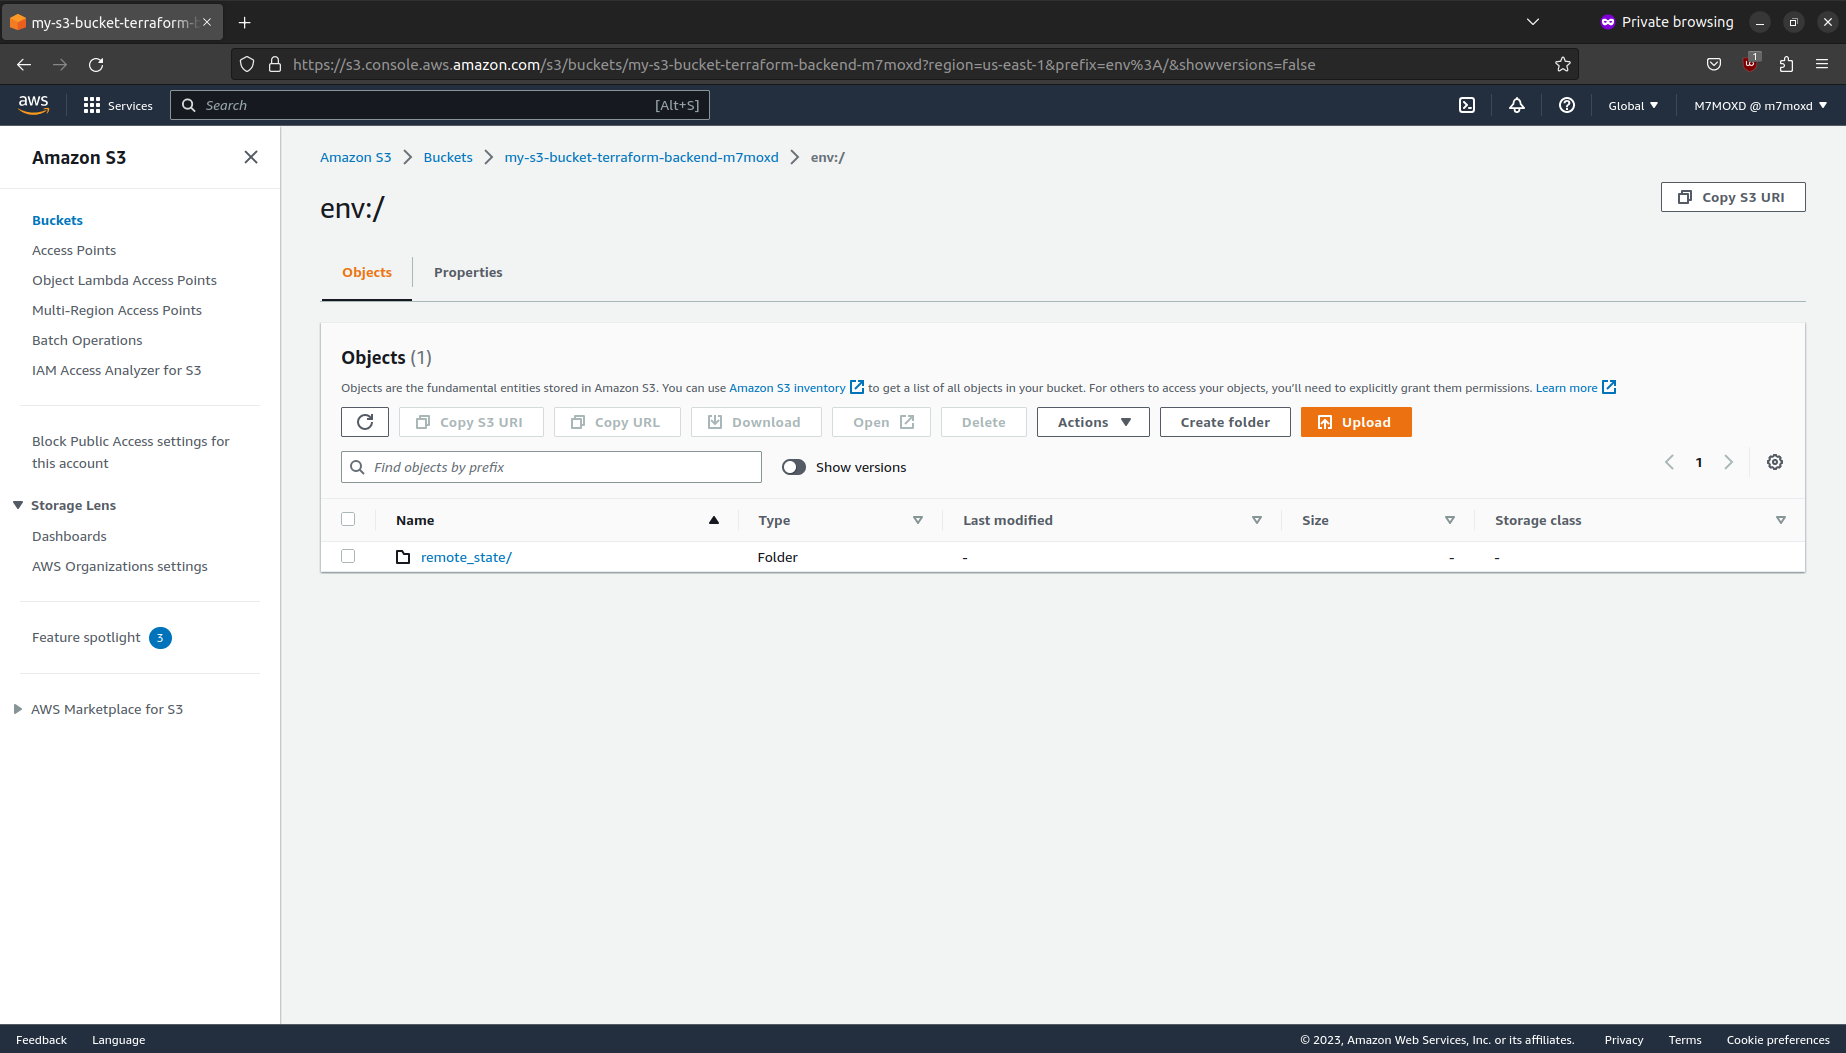 my-s3-bucket-terraform-b
Private browsing
https://s3.console.aws.amazon.com/s3/buckets/my-s3-bucket-terraform-backend-m7moxd?region=us-east-1&prefix=env%3A/&showversions=false
1
aws
Services
Search
[Alt+S]
Global
M7MOXD @ m7moxd
Amazon S3
Buckets
Access Points
Object Lambda Access Points
Multi-Region Access Points
Batch Operations
IAM Access Analyzer for S3
Block Public Access settings for
this account
Storage Lens
Dashboards
AWS Organizations settings
Feature spotlight 3
AWS Marketplace for S3
Amazon S3 > Buckets > my-s3-bucket-terraform-backend-m7moxd > env:/
env:/
Copy S3 URI
Objects
Properties
Objects (1)
Objects are the fundamental entities stored in Amazon S3. You can use Amazon S3 inventory to get a list of all objects in your bucket. For others to access your objects, you'll need to explicitly grant them permissions. Learn more
Copy S3 URI
Copy URL
Download
Open
Delete
Actions
Create folder
Upload
Find objects by prefix
Show versions
1
Name Type Last modified Size Storage class
remote_state/ Folder - - -
Feedback Language
© 2023, Amazon Web Services, Inc. or its affiliates. Privacy Terms Cookie preferences